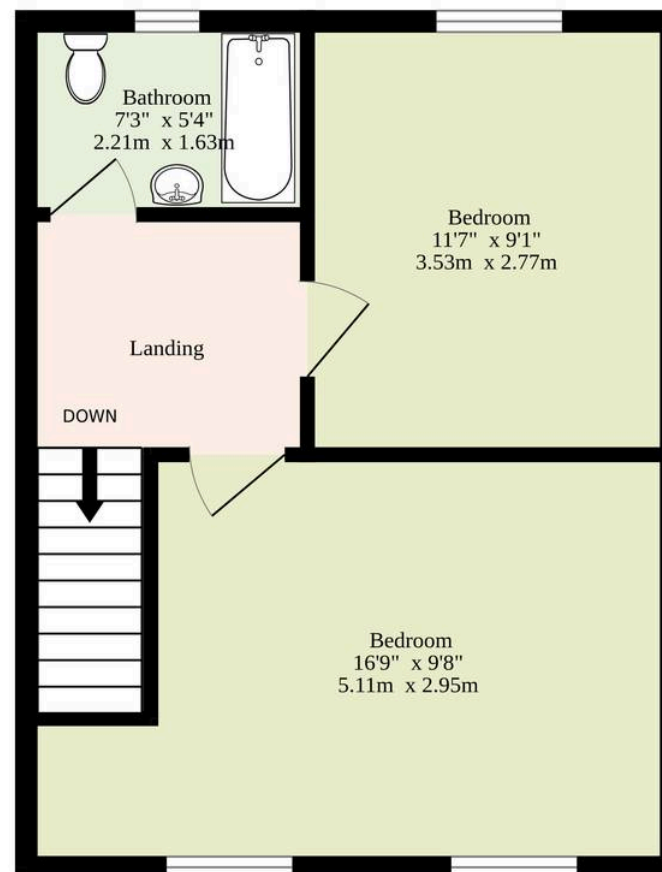 Bathroom
7'3" x 5'4"
2.21m x 1.63m
Bedroom
11'7" x 9'1"
3.53m x 2.77m
Landing
DOWN
Bedroom
16'9" x 9'8"
5.11m x 2.95m